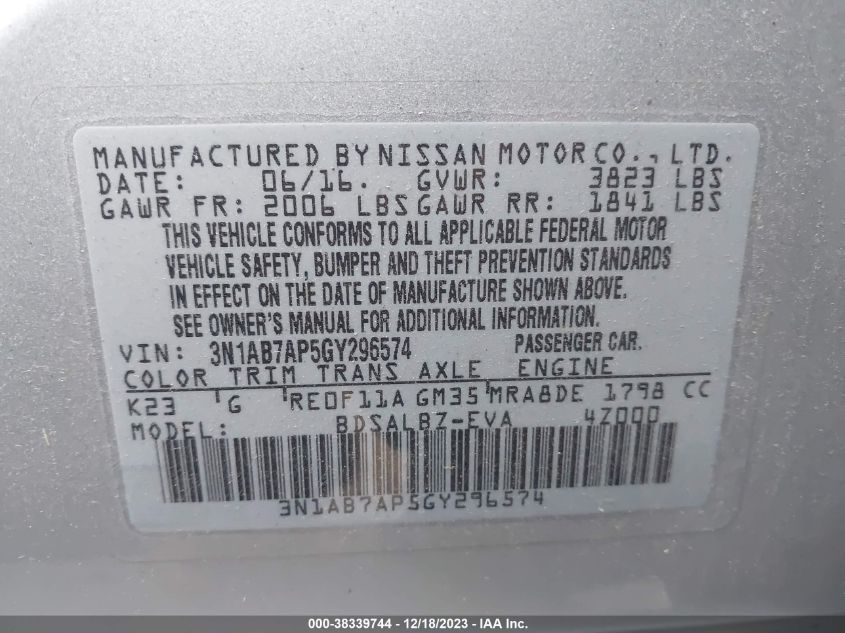 MANUFACTURED BY NISSAN MOTOR CO., LTD.
DATE: 06/16. GVWR: 3823 LBS
GAWR FR: 2006 LBS GAWR RR: 1841 LBS
THIS VEHICLE CONFORMS TO ALL APPLICABLE FEDERAL MOTOR
VEHICLE SAFETY, BUMPER AND THEFT PREVENTION STANDARDS
IN EFFECT ON THE DATE OF MANUFACTURE SHOWN ABOVE.
SEE OWNER'S MANUAL FOR ADDITIONAL INFORMATION.
VIN: 3N1AB7AP5GY296574 PASSENGER CAR.
COLOR TRIM TRANS AXLE ENGINE
K23 'G 'RE0F11A GM35'MRA8DE 1798 CC
MODEL: BDSALBZ-EVA 4Z000
3N1AB7AP5GY296574
000-38339744 - 12/18/2023 - IAA Inc.